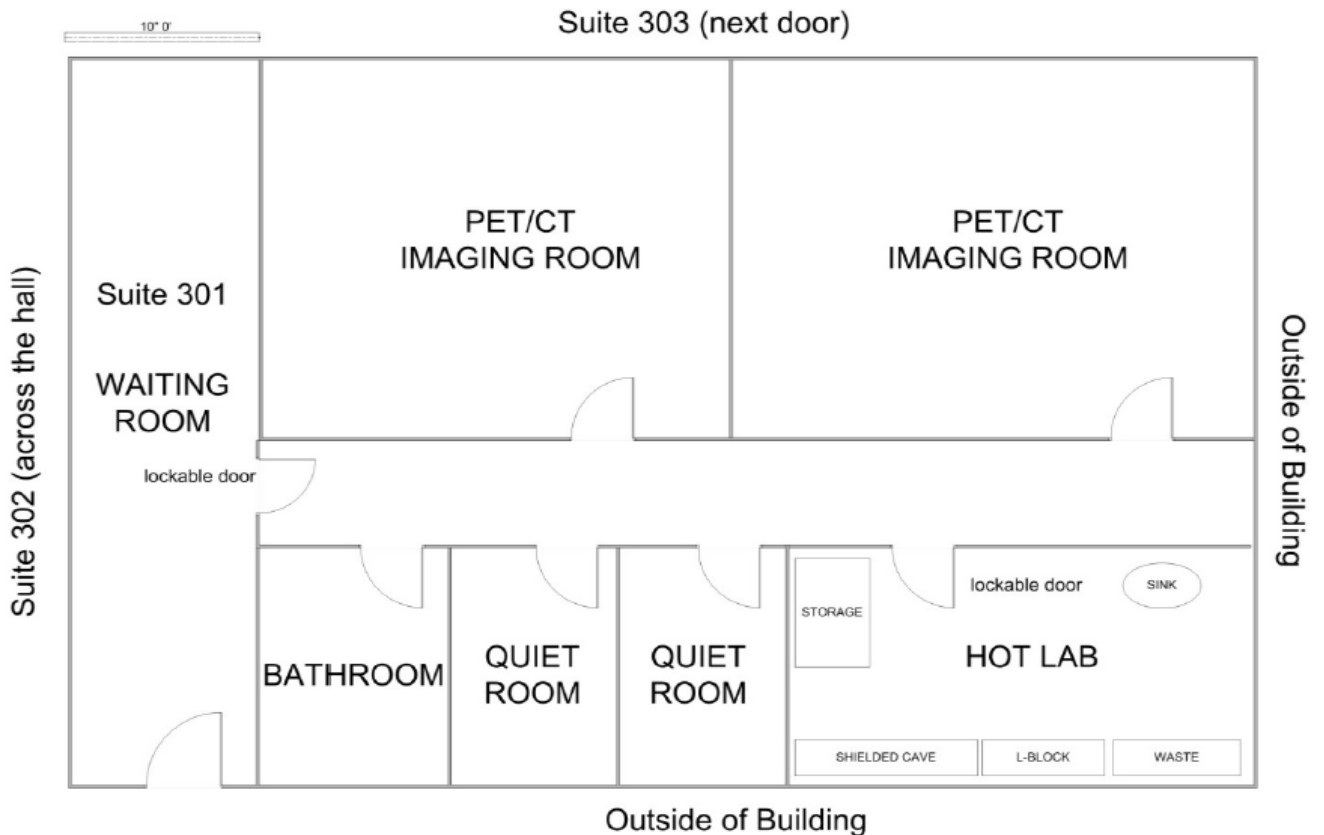 10" 0'
Suite 303 (next door)
PET/CT
IMAGING ROOM
PET/CT
IMAGING ROOM
Suite 301
WAITING
ROOM
lockable door
Suite 302 (across the hall)
Outside of Building
BATHROOM
QUIET
ROOM
QUIET
ROOM
STORAGE
lockable door
SINK
HOT LAB
SHIELDED CAVE
L-BLOCK
WASTE
Outside of Building